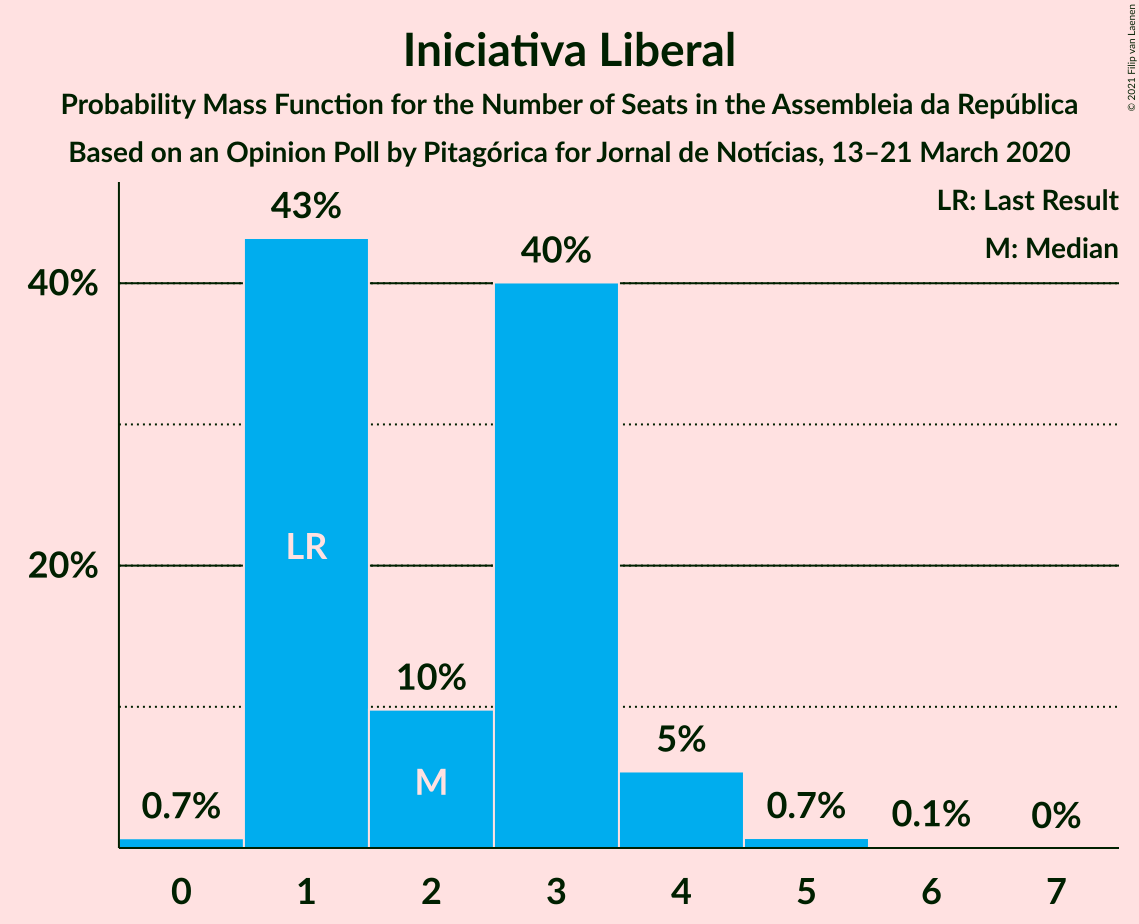 Iniciativa Liberal
Probability Mass Function for the Number of Seats in the Assembleia da República
Based on an Opinion Poll by Pitagórica for Jornal de Notícias, 13–21 March 2020
© 2021 Filip van Laenen
LR: Last Result
M: Median
43%
40%
40%
LR
20%
10%
M
5%
0.7%
0.7%
0.1%
0%
0 1 2 3 4 5 6 7